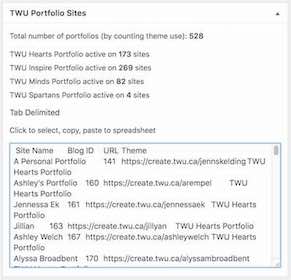 TWU Portfolio Sites
Total number of portfolios (by counting theme use): 528
TWU Hearts Portfolio active on 173 sites
TWU Inspire Portfolio active on 269 sites
TWU Minds Portfolio active on 82 sites
TWU Spartans Portfolio active on 4 sites
Tab Delimited
Click to select, copy, paste to spreadsheet
Site Name Blog ID URL Theme
A Personal Portfolio 141 https://create.twu.ca/jennskelding TWU
Hearts Portfolio
Ashley's Portfolio 160 https://create.twu.ca/arempel TWU
Hearts Portfolio
Jennessa Ek 161 https://create.twu.ca/jennessaek TWU Hearts
Portfolio
Jillian 163 https://create.twu.ca/jillyan TWU Hearts Portfolio
Ashley Welch 167 https://create.twu.ca/ashleywelch TWU Hearts
Portfolio
Alyssa Broadbent 170 https://create.twu.ca/alyssambroadbent